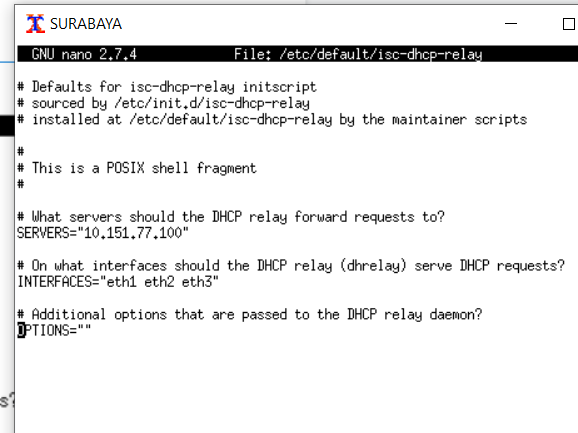 SURABAYA
GNU nano 2.7.4 File: /etc/default/isc-dhcp-relay
# Defaults for isc-dhcp-relay initscript
# sourced by /etc/init.d/isc-dhcp-relay
# installed at /etc/default/isc-dhcp-relay by the maintainer scripts
#
# This is a POSIX shell fragment
#
# What servers should the DHCP relay forward requests to?
SERVERS="10.151.77.100"
# On what interfaces should the DHCP relay (dhrelay) serve DHCP requests?
INTERFACES="eth1 eth2 eth3"
# Additional options that are passed to the DHCP relay daemon?
OPTIONS=""
s?